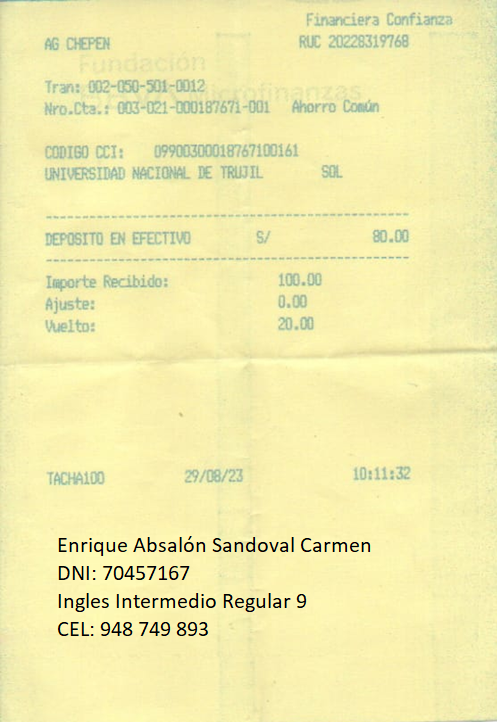 Financiera Confianza
AG CHEPEN RUC 20228319768
Fundación
Microfinanzas
Tran: 002-050-501-0012
Nro.Cta.: 003-021-000187671-001 Ahorro Común
CODIGO CCI: 09900300018767100161
UNIVERSIDAD NACIONAL DE TRUJIL SOL
DEPOSITO EN EFECTIVO S/ 80.00
Importe Recibido: 100.00
Ajuste: 0.00
Vuelto: 20.00
TACHA100 29/08/23 10:11:32
Enrique Absalón Sandoval Carmen
DNI: 70457167
Ingles Intermedio Regular 9
CEL: 948 749 893